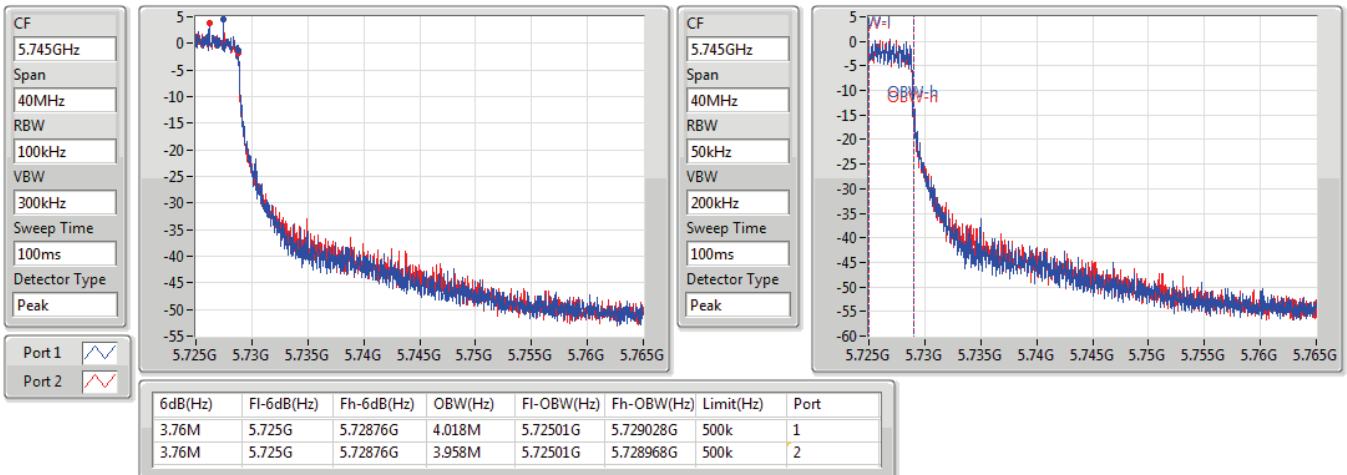 CF
5.745GHz
Span
40MHz
RBW
100kHz
VBW
300kHz
Sweep Time
100ms
Detector Type
Peak
Port 1
Port 2
5
0
-5
-10
-15
-20
-25
-30
-35
-40
-45
-50
-55
5.725G 5.73G 5.735G 5.74G 5.745G 5.75G 5.755G 5.76G 5.765G
CF
5.745GHz
Span
40MHz
RBW
50kHz
VBW
200kHz
Sweep Time
100ms
Detector Type
Peak
5
0
-5
-10
-15
-20
-25
-30
-35
-40
-45
-50
-55
-60
W-l
OBW-h
OBW-h
5.725G 5.73G 5.735G 5.74G 5.745G 5.75G 5.755G 5.76G 5.765G
6dB(Hz) Fl-6dB(Hz) Fh-6dB(Hz) OBW(Hz) Fl-OBW(Hz) Fh-OBW(Hz) Limit(Hz) Port
3.76M 5.725G 5.72876G 4.018M 5.72501G 5.729028G 500k 1
3.76M 5.725G 5.72876G 3.958M 5.72501G 5.728968G 500k 2